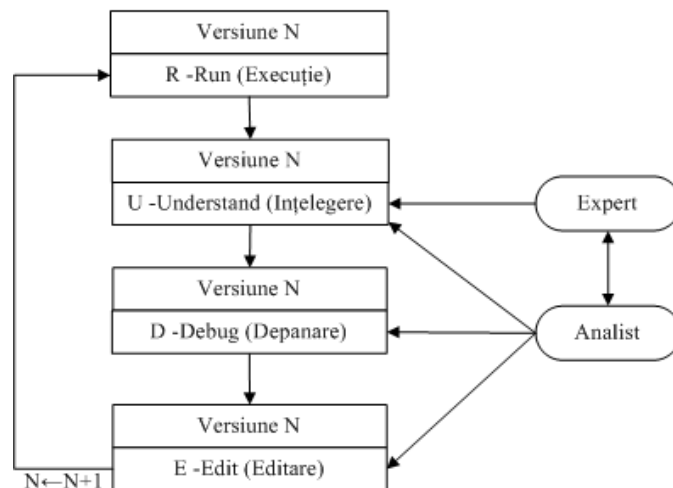 Versiune N
R -Run (Execuție)
Versiune N
U -Understand (Ințelegere)
Expert
Versiune N
D -Debug (Depanare)
Analist
Versiune N
E -Edit (Editare)
N←N+1